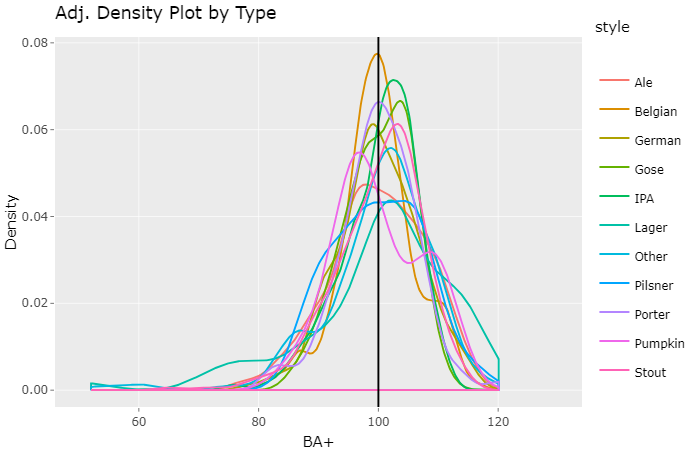 Adj. Density Plot by Type
style
0.08
0.06
0.04
0.02
0.00
Density
60
80
100
120
BA+
Ale
Belgian
German
Gose
IPA
Lager
Other
Pilsner
Porter
Pumpkin
Stout